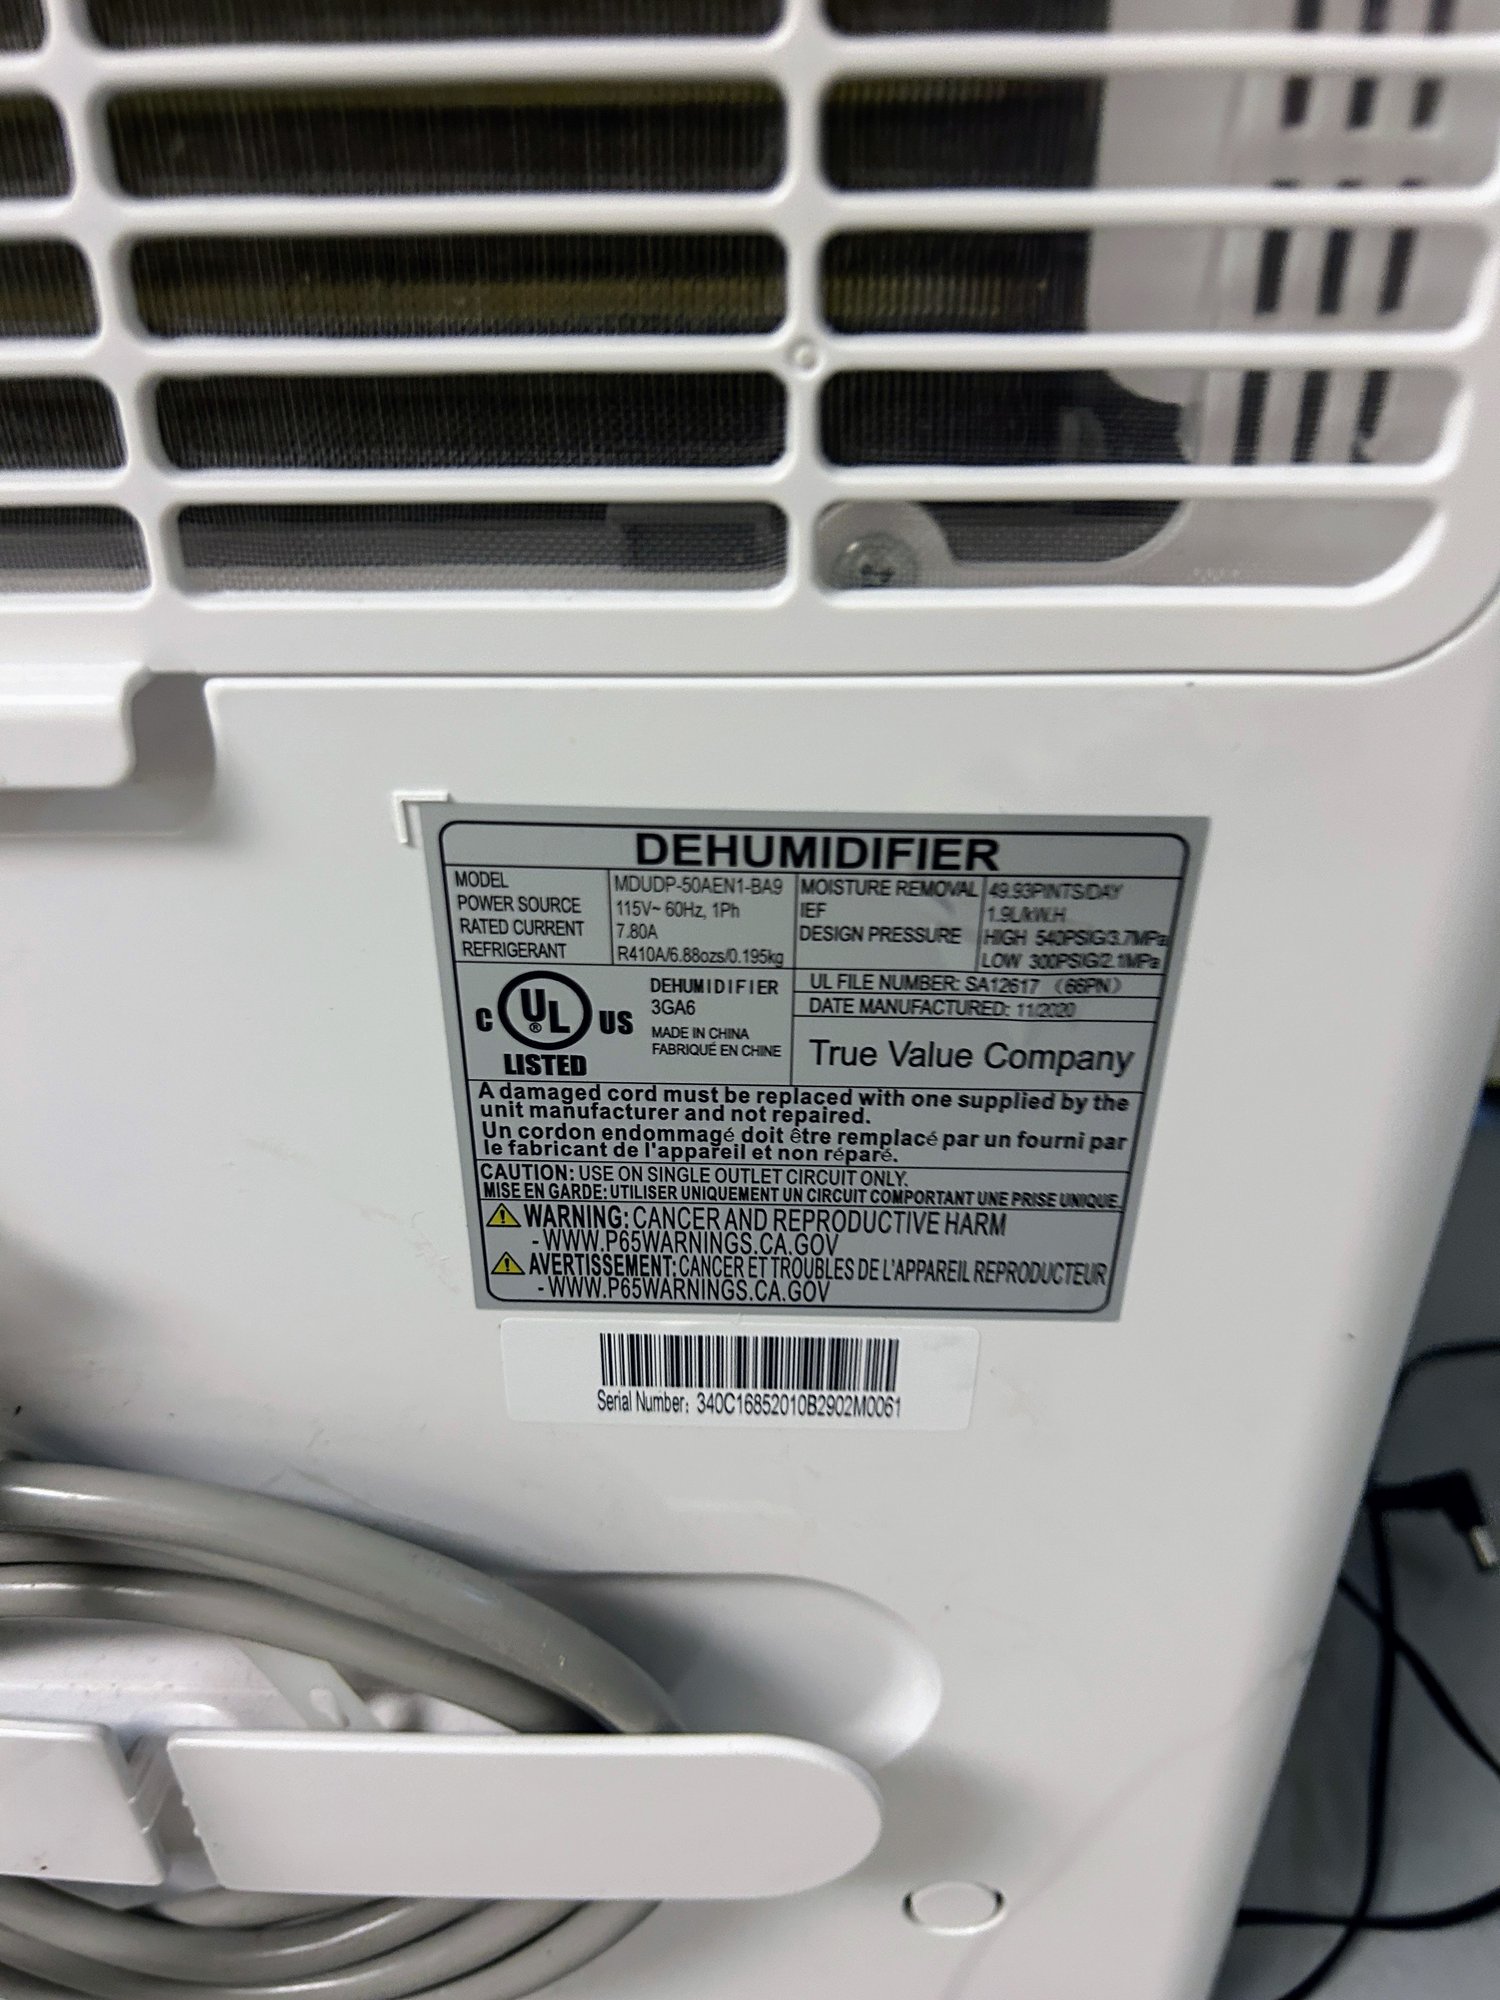 DEHUMIDIFIER
MODEL MDUDP-50AEN1-BA9
POWER SOURCE 115V~ 60Hz, 1Ph
RATED CURRENT 7.80A
REFRIGERANT R410A/6.88ozs/0.195kg
MOISTURE REMOVAL 49.93PINTS/DAY
IEF 1.9L/kW.H
DESIGN PRESSURE HIGH 540PSIG/3.7MPa
LOW 300PSIG/2.1MPa
C UL ® US
LISTED
DEHUMIDIFIER
3GA6
MADE IN CHINA
FABRIQUÉ EN CHINE
UL FILE NUMBER: SA12617 (66PN)
DATE MANUFACTURED: 11/2020
True Value Company
A damaged cord must be replaced with one supplied by the
unit manufacturer and not repaired.
Un cordon endommagé doit être remplacé par un fourni par
le fabricant de l'appareil et non réparé.
CAUTION: USE ON SINGLE OUTLET CIRCUIT ONLY.
MISE EN GARDE: UTILISER UNIQUEMENT UN CIRCUIT COMPORTANT UNE PRISE UNIQUE.
WARNING: CANCER AND REPRODUCTIVE HARM
- WWW.P65WARNINGS.CA.GOV
AVERTISSEMENT: CANCER ET TROUBLES DE L'APPAREIL REPRODUCTEUR
- WWW.P65WARNINGS.CA.GOV
Serial Number: 340C16852010B2902M0061